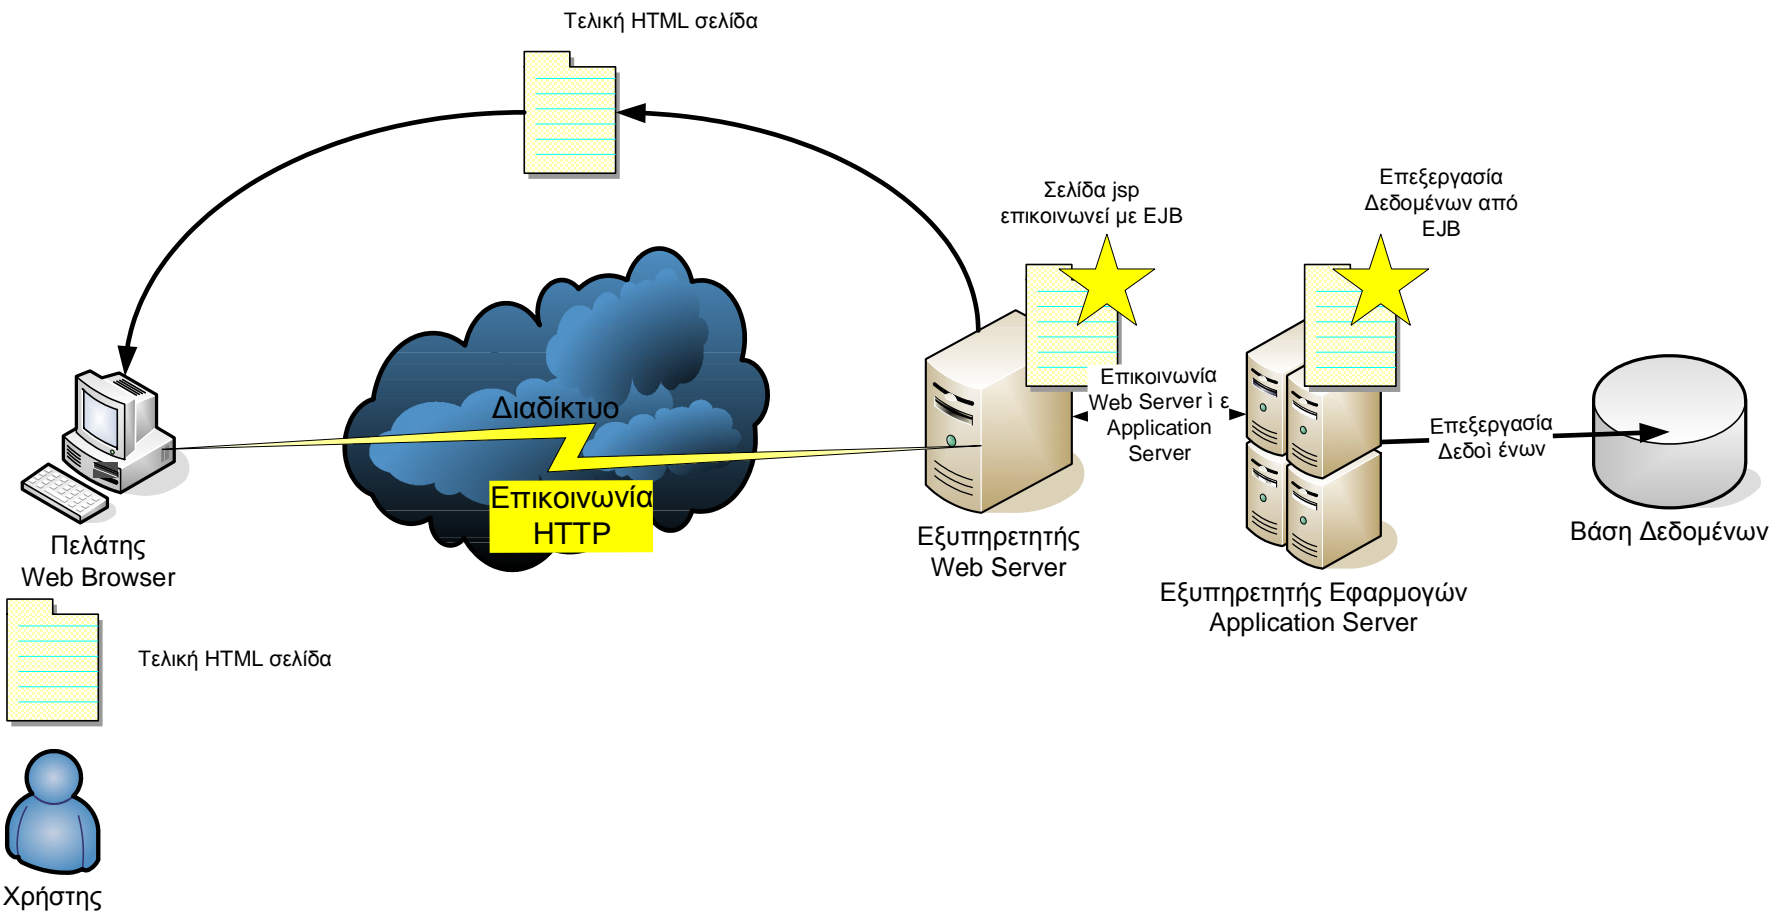 Τελική HTML σελίδα
Σελίδα jsp
επικοινωνεί με EJB
Επεξεργασία
Δεδομένων από
EJB
Διαδίκτυο
Επικοινωνία
HTTP
Επικοινωνία
Web Server ì ε
Application
Server
Επεξεργασία
Δεδοì ένων
Πελάτης
Web Browser
Εξυπηρετητής
Web Server
Εξυπηρετητής Εφαρμογών
Application Server
Βάση Δεδομένων
Τελική HTML σελίδα
Χρήστης